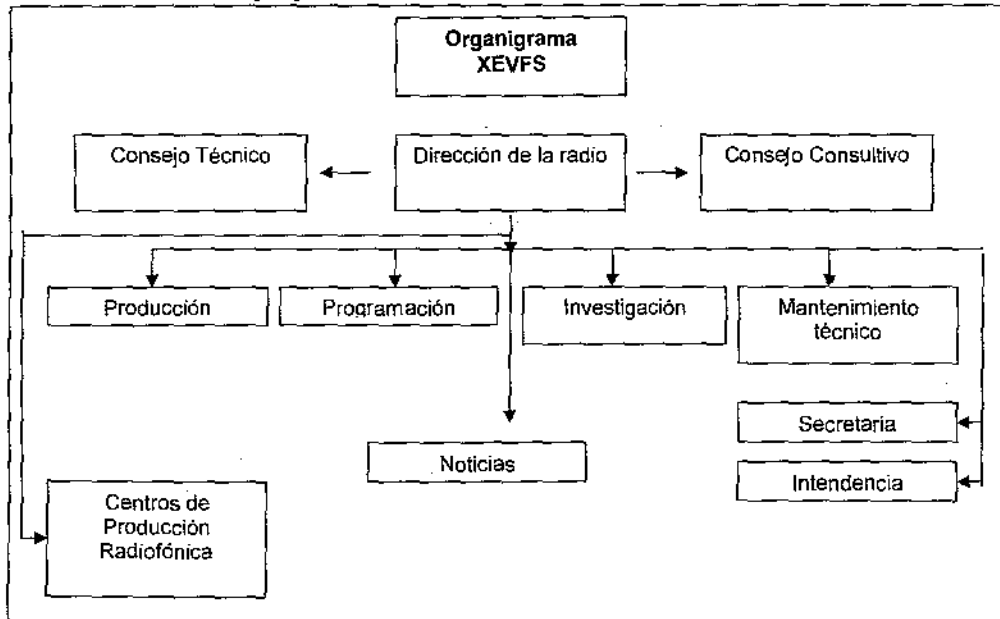 Organigrama
XEVFS
Consejo Técnico
Dirección de la radio
Consejo Consultivo
Producción
Programación
Investigación
Mantenimiento
técnico
Secretaria
Noticias
Intendencia
Centros de
Producción
Radiofónica